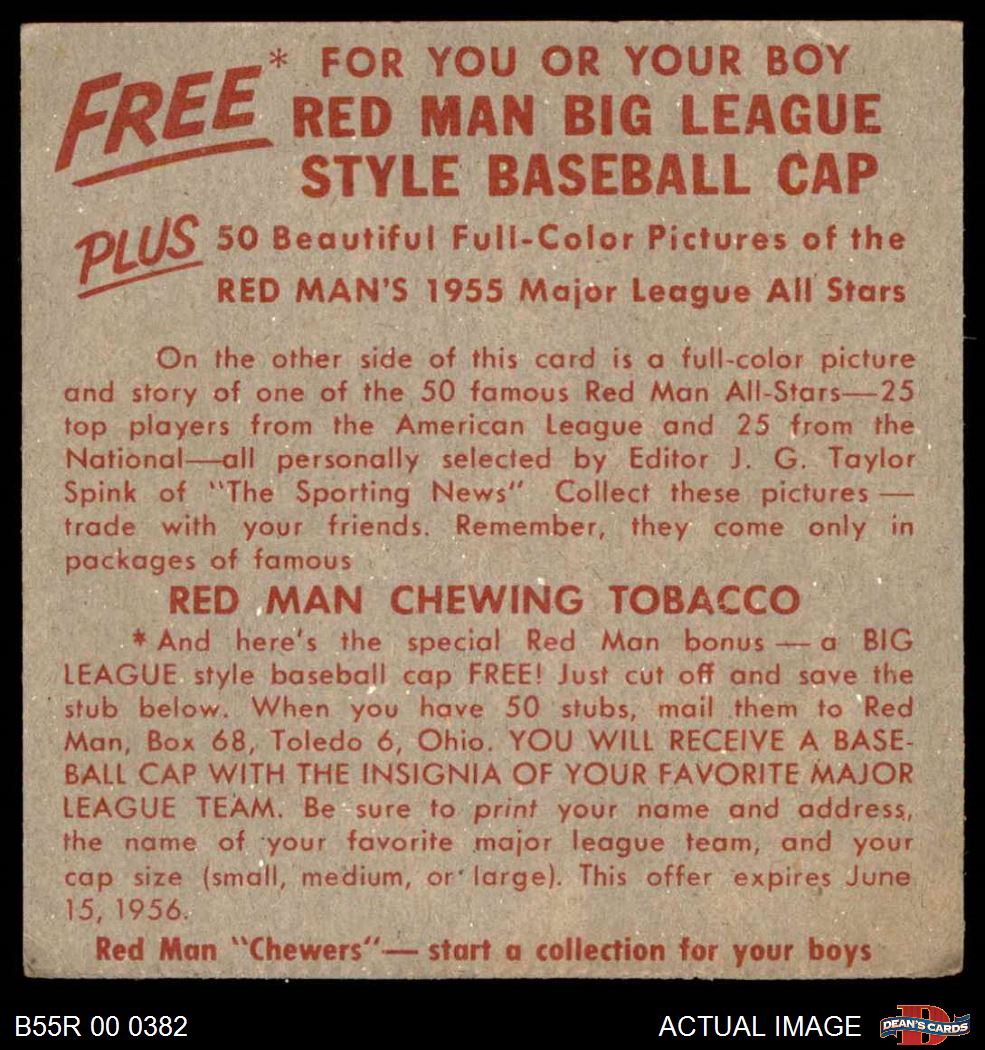 FREE* FOR YOU OR YOUR BOY
RED MAN BIG LEAGUE
STYLE BASEBALL CAP
PLUS 50 Beautiful Full-Color Pictures of the
RED MAN'S 1955 Major League All Stars
On the other side of this card is a full-color picture
and story of one of the 50 famous Red Man All-Stars—25
top players from the American League and 25 from the
National—all personally selected by Editor J. G. Taylor
Spink of "The Sporting News" Collect these pictures —
trade with your friends. Remember, they come only in
packages of famous
RED MAN CHEWING TOBACCO
* And here's the special Red Man bonus — a BIG
LEAGUE style baseball cap FREE! Just cut off and save the
stub below. When you have 50 stubs, mail them to Red
Man, Box 68, Toledo 6, Ohio. YOU WILL RECEIVE A BASE-
BALL CAP WITH THE INSIGNIA OF YOUR FAVORITE MAJOR
LEAGUE TEAM. Be sure to print your name and address,
the name of your favorite major league team, and your
cap size (small, medium, or large). This offer expires June
15, 1956.
Red Man "Chewers"— start a collection for your boys
B55R 00 0382 ACTUAL IMAGE D DEAN'S CARDS